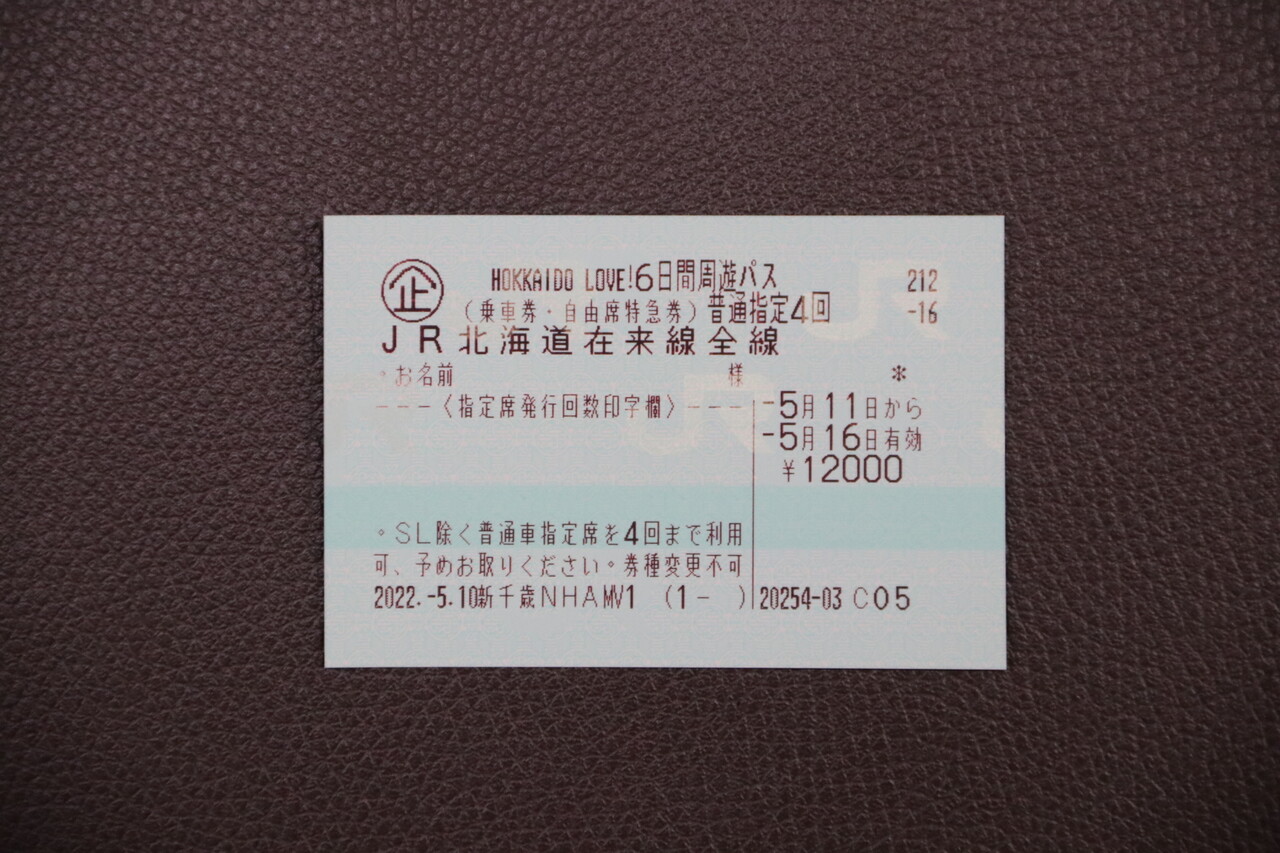 企 HOKKAIDO LOVE!6日間周遊パス 212
(乗車券・自由席特急券)普通指定4回 -16
JR北海道在来線全線
。お名前 様 *
---〈指定席発行回数印字欄〉---
-5月11日から
-5月16日有効
¥12000
。SL除く普通車指定席を4回まで利用
可、予めお取りください。券種変更不可
2022.-5.10新千歳NHAMV1 (1- ) 20254-03 C05